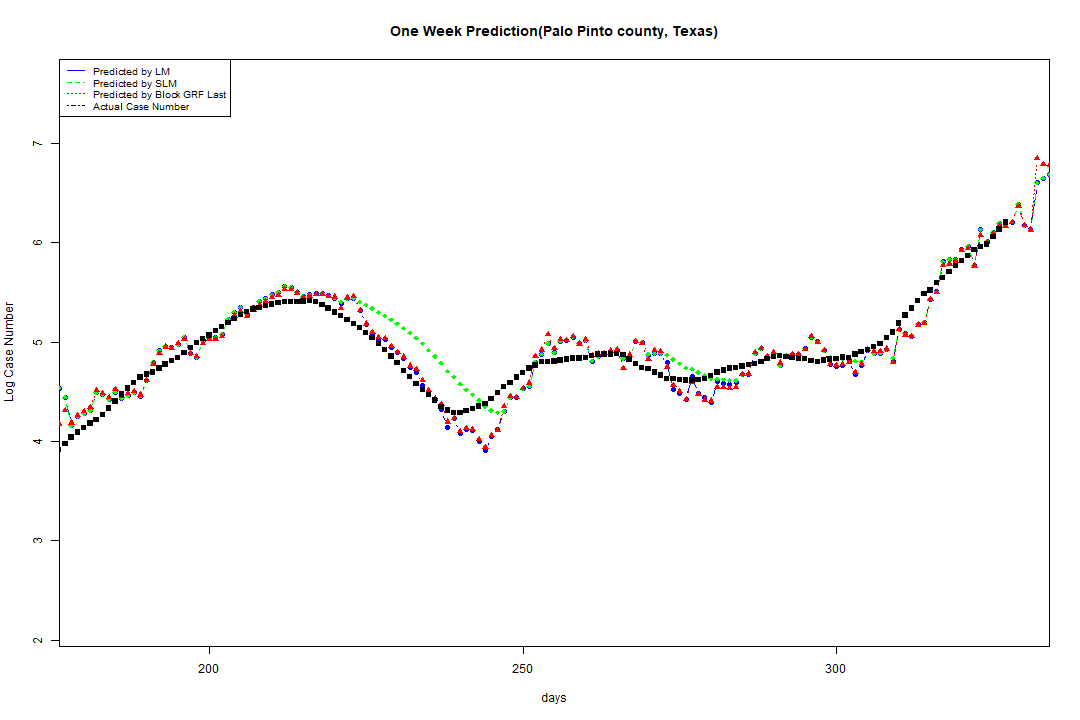 One Week Prediction(Palo Pinto county, Texas)
Predicted by LM
Predicted by SLM
Predicted by Block GRF Last
Actual Case Number
7
6
5
4
3
2
Log Case Number
200 250 300
days